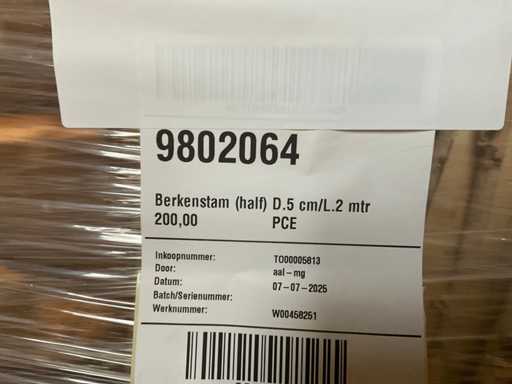 9802064
Berkenstam (half) D.5 cm/L.2 mtr
200,00 PCE
Inkoopnummer: TO00005813
Door: aal-mg
Datum: 07-07-2025
Batch/Serienummer:
Werknummer: W00458251